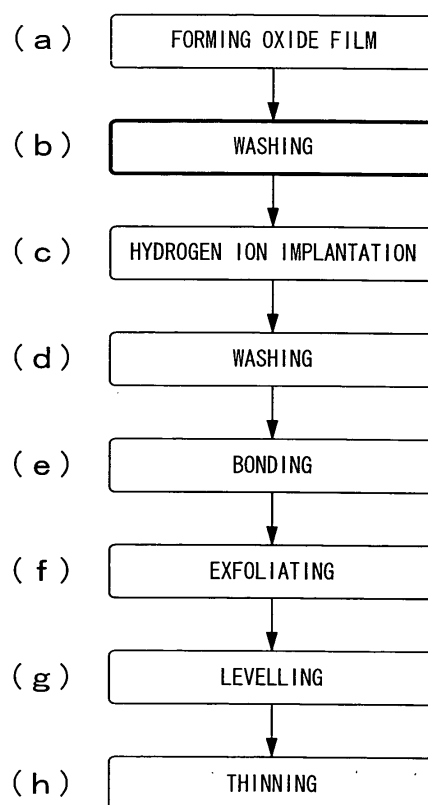 (a) FORMING OXIDE FILM
(b) WASHING
(c) HYDROGEN ION IMPLANTATION
(d) WASHING
(e) BONDING
(f) EXFOLIATING
(g) LEVELLING
(h) THINNING